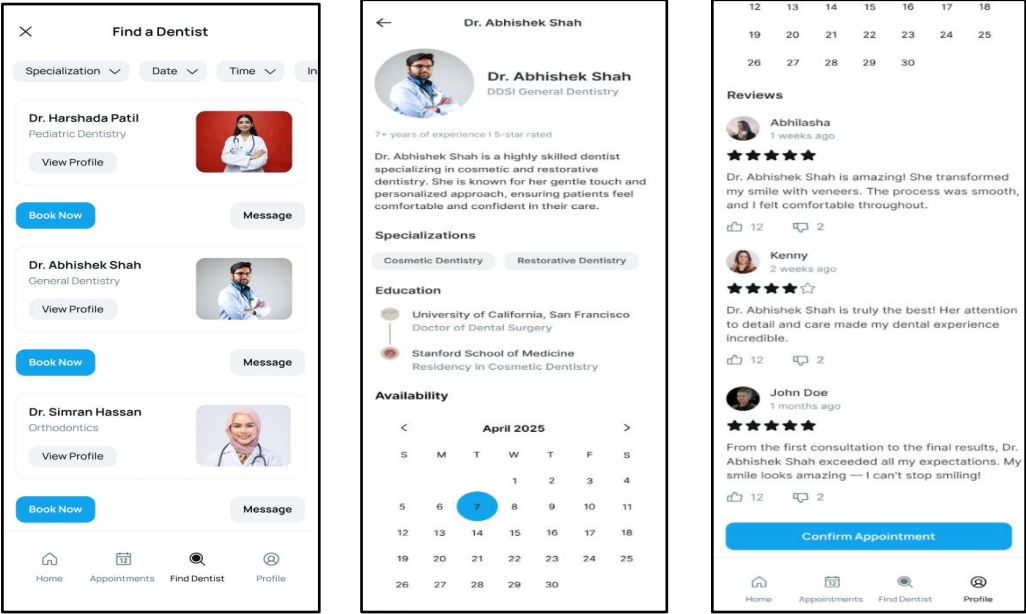 Find a Dentist
Specialization Date Time In
Dr. Harshada Patil
Pediatric Dentistry
View Profile
Book Now Message
Dr. Abhishek Shah
General Dentistry
View Profile
Book Now Message
Dr. Simran Hassan
Orthodontics
View Profile
Book Now Message
12
Home Appointments Find Dentist Profile
Dr. Abhishek Shah
Dr. Abhishek Shah
DDSI General Dentistry
7+ years of experience I 5-star rated
Dr. Abhishek Shah is a highly skilled dentist
specializing in cosmetic and restorative
dentistry. She is known for her gentle touch and
personalized approach, ensuring patients feel
comfortable and confident in their care.
Specializations
Cosmetic Dentistry Restorative Dentistry
Education
University of California, San Francisco
Doctor of Dental Surgery
Stanford School of Medicine
Residency in Cosmetic Dentistry
Availability
< April 2025 >
S M T W T F S
1 2 3 4
5 6 7 8 9 10 11
12 13 14 15 16 17 18
19 20 21 22 23 24 25
26 27 28 29 30
12 13 14 15 16 17 18
19 20 21 22 23 24 25
26 27 28 29 30
Reviews
Abhilasha
1 weeks ago
Dr. Abhishek Shah is amazing! She transformed
my smile with veneers. The process was smooth,
and I felt comfortable throughout.
12 2
Kenny
2 weeks ago
Dr. Abhishek Shah is truly the best! Her attention
to detail and care made my dental experience
incredible.
12 2
John Doe
1 months ago
From the first consultation to the final results, Dr.
Abhishek Shah exceeded all my expectations. My
smile looks amazing — I can't stop smiling!
12 2
Confirm Appointment
12
Home Appointments Find Dentist Profile